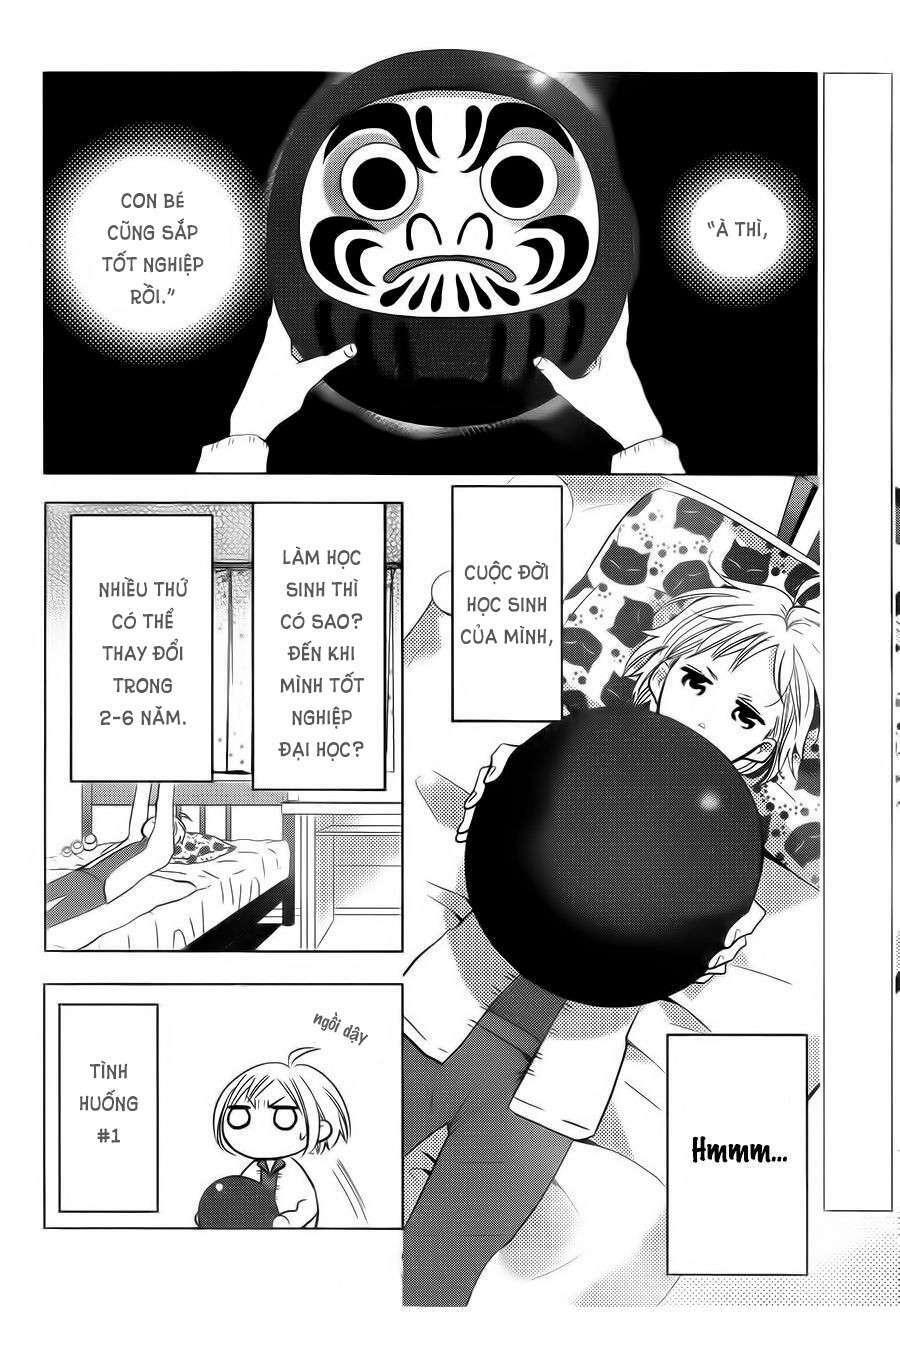 "À THÌ,
CON BÉ
CŨNG SẮP
TỐT NGHIỆP
RỒI."
CUỘC ĐỜI
HỌC SINH
CỦA MÌNH,
Hmmm...
LÀM HỌC
SINH THÌ
CÓ SAO?
ĐẾN KHI
MÌNH TỐT
NGHIỆP
ĐẠI HỌC?
NHIỀU THỨ
CÓ THỂ
THAY ĐỔI
TRONG
2-6 NĂM.
ngồi dậy
TÌNH
HUỐNG
#1